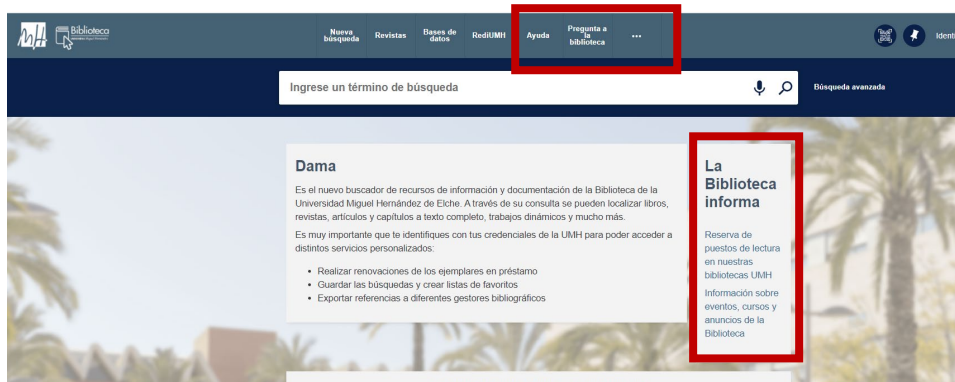 Biblioteca
Nueva búsqueda
Revistas
Bases de datos
RediUMH
Ayuda
Pregunta a la biblioteca
...
Identi
Ingrese un término de búsqueda
Búsqueda avanzada
Dama
Es el nuevo buscador de recursos de información y documentación de la Biblioteca de la
Universidad Miguel Hernández de Elche. A través de su consulta se pueden localizar libros,
revistas, artículos y capítulos a texto completo, trabajos dinámicos y mucho más.
Es muy importante que te identifiques con tus credenciales de la UMH para poder acceder a
distintos servicios personalizados:
• Realizar renovaciones de los ejemplares en préstamo
• Guardar las búsquedas y crear listas de favoritos
• Exportar referencias a diferentes gestores bibliográficos
La
Biblioteca
informa
Reserva de
puestos de lectura
en nuestras
bibliotecas UMH
Información sobre
eventos, cursos y
anuncios de la
Biblioteca